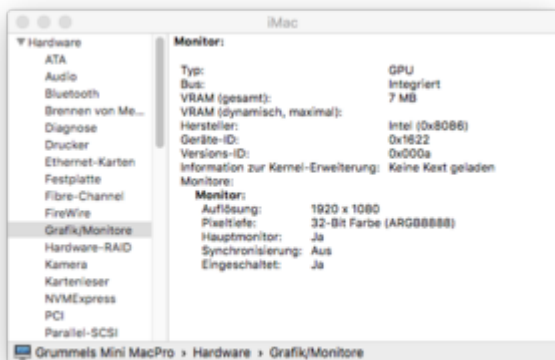 iMac
Hardware
ATA
Audio
Bluetooth
Brennen von Me...
Diagnose
Drucker
Ethernet-Karten
Festplatte
Fibre-Channel
FireWire
Grafik/Monitore
Hardware-RAID
Kamera
Kartenleser
NVMExpress
PCI
Parallel-SCSI
Monitor:
Typ: GPU
Bus: Integriert
VRAM (gesamt): 7 MB
VRAM (dynamisch, maximal):
Hersteller: Intel (0x8086)
Geräte-ID: 0x1622
Versions-ID: 0x000a
Information zur Kernel-Erweiterung: Keine Kext geladen
Monitore:
Monitor:
Auflösung: 1920 x 1080
Pixeltiefe: 32-Bit Farbe (ARGB8888)
Hauptmonitor: Ja
Synchronisierung: Aus
Eingeschaltet: Ja
Grummels Mini MacPro › Hardware › Grafik/Monitore